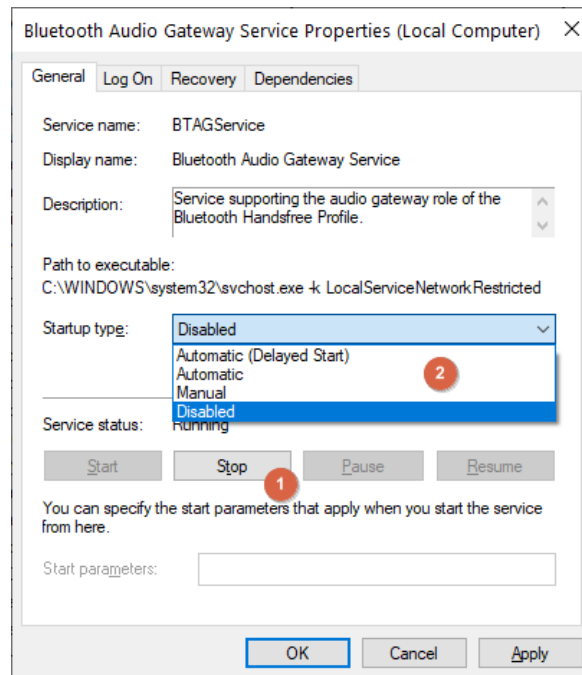 Bluetooth Audio Gateway Service Properties (Local Computer)
General Log On Recovery Dependencies
Service name: BTAGService
Display name: Bluetooth Audio Gateway Service
Description: Service supporting the audio gateway role of the
Bluetooth Handsfree Profile.
Path to executable:
C:\WINDOWS\system32\svchost.exe -k LocalServiceNetworkRestricted
Startup type: Disabled
Automatic (Delayed Start)
Automatic
2
Manual
Disabled
Service status: Running
Start Stop Pause Resume
1
You can specify the start parameters that apply when you start the service
from here.
Start parameters:
OK Cancel Apply